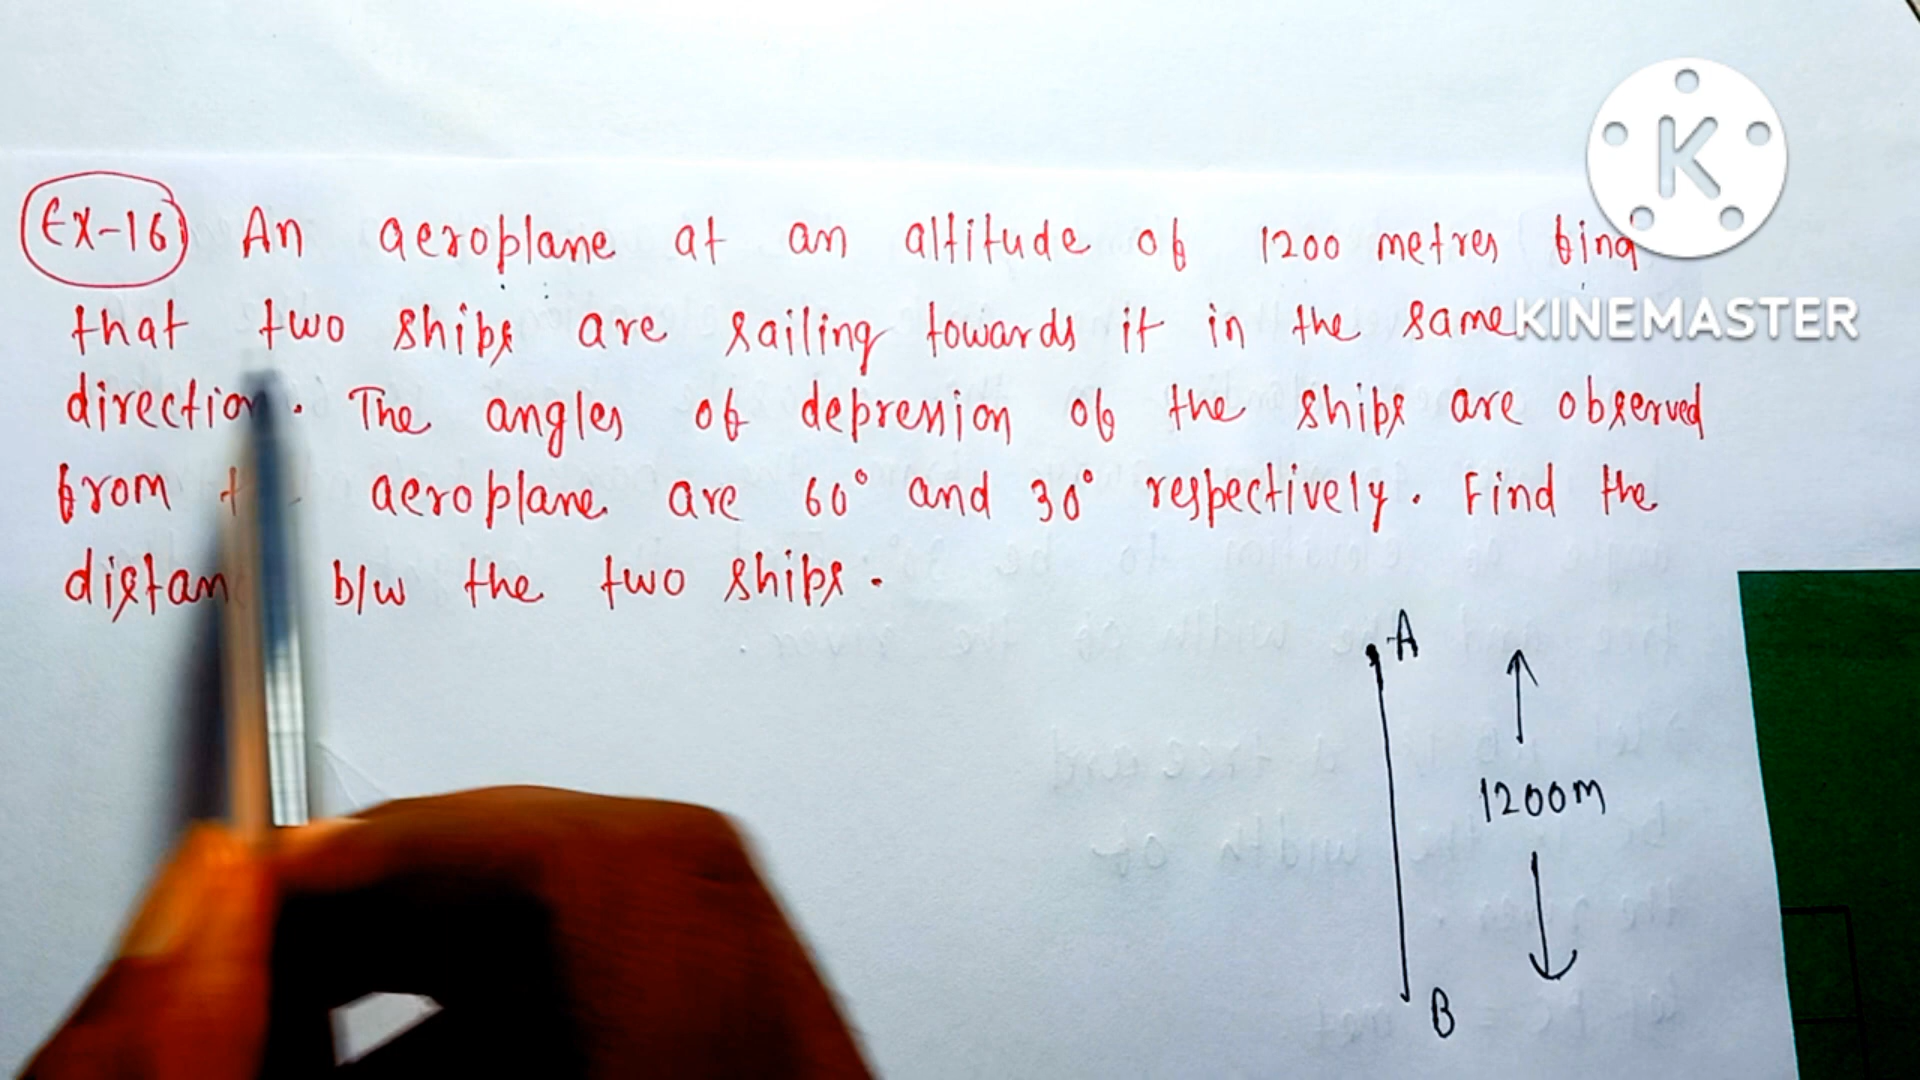 Ex-16 An aeroplane at an altitude of 1200 metres find
that two ships are sailing towards it in the same
direction. The angles of depression of the ships are observed
from aeroplane are 60° and 30° respectively. Find the
b/w the two ships.
K
KINEMASTER
A
1200m
B